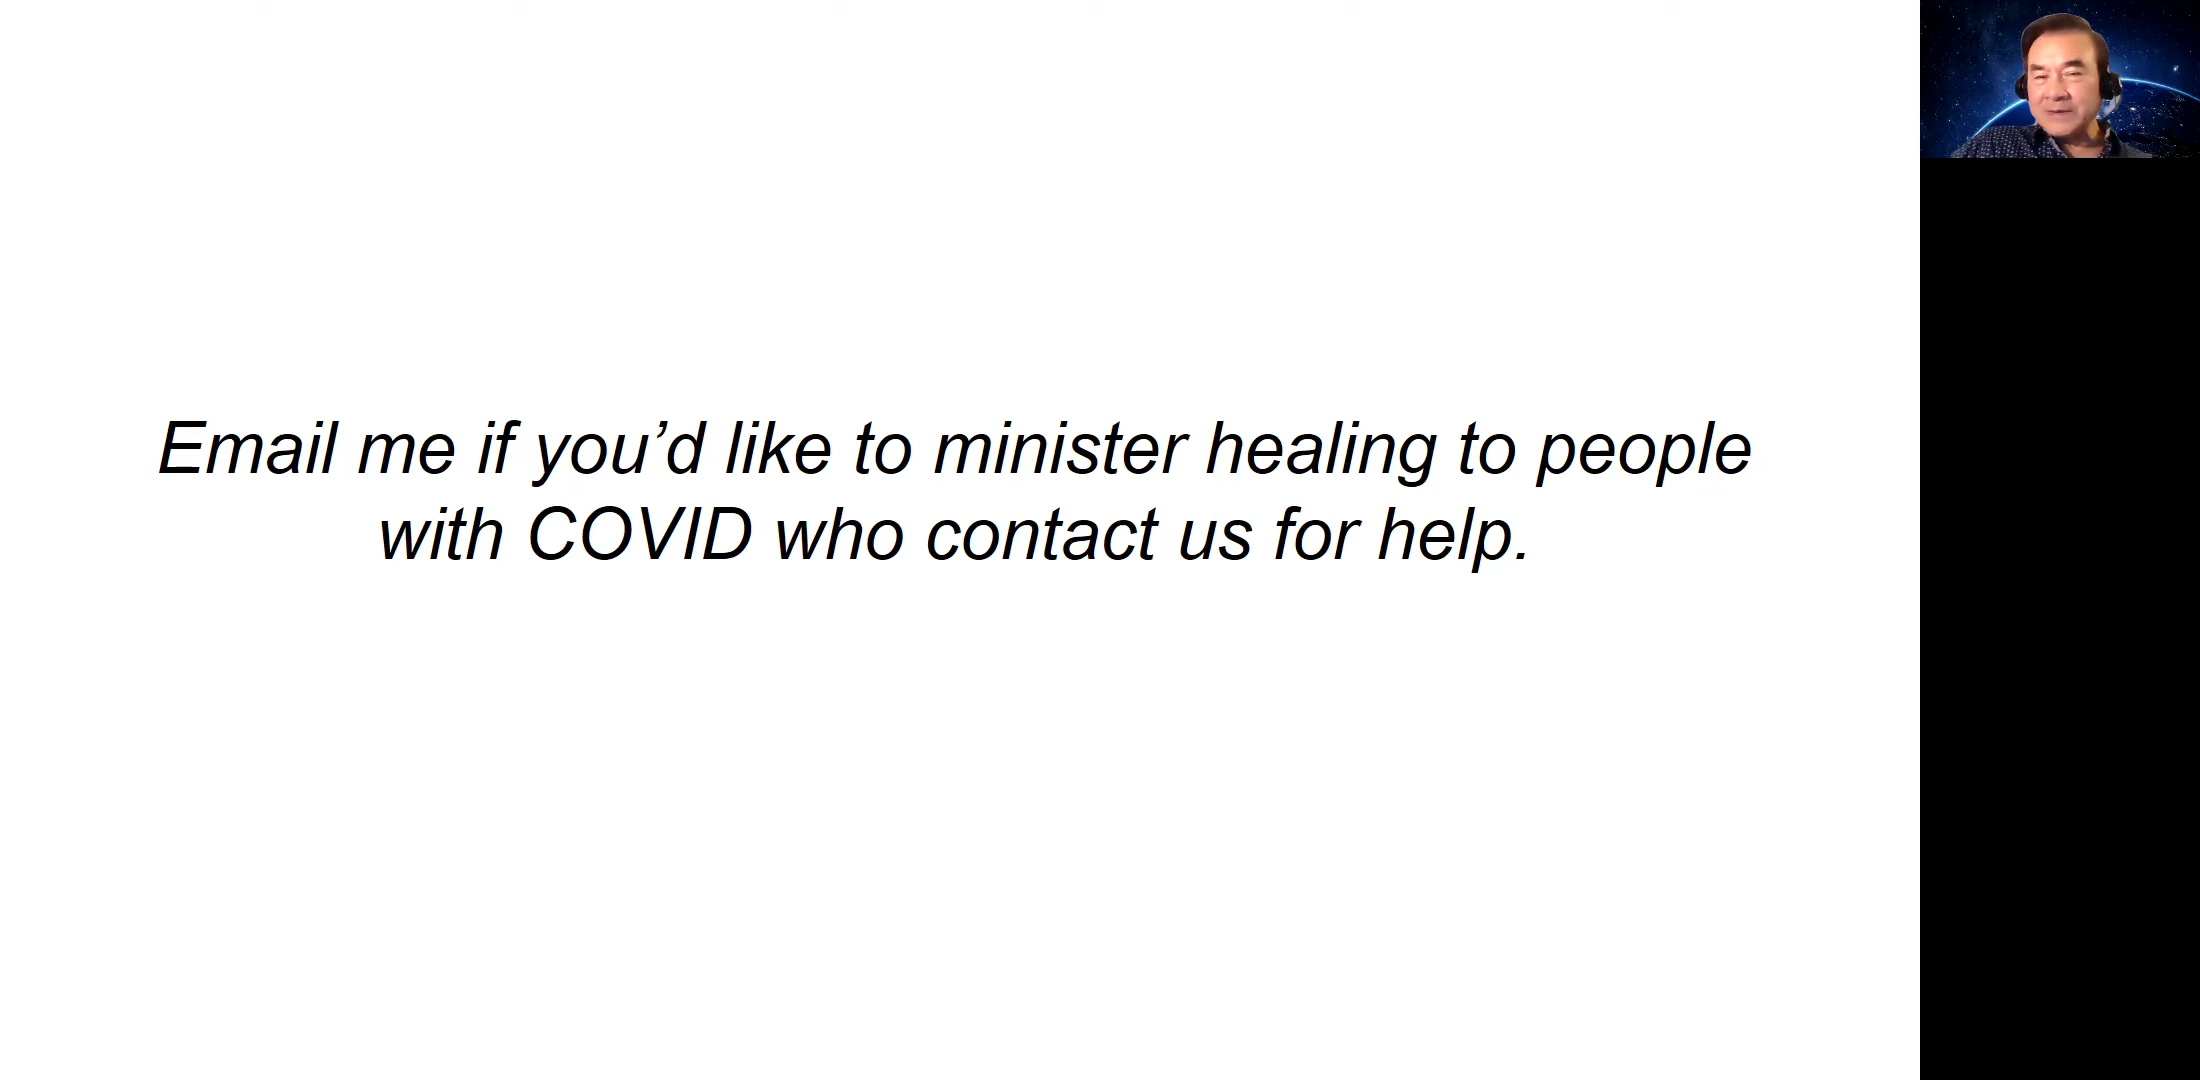 Email me if you’d like to minister healing to people
with COVID who contact us for help.